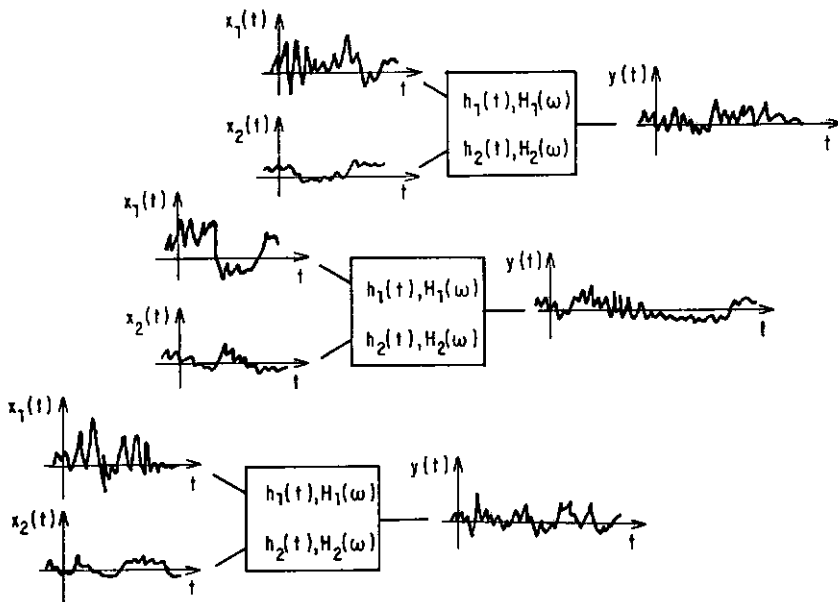 x₁(t)
t
x₂(t)
t
h₁(t),H₁(ω)
h₂(t),H₂(ω)
y(t)
t
x₁(t)
t
x₂(t)
t
h₁(t),H₁(ω)
h₂(t),H₂(ω)
y(t)
t
x₁(t)
t
x₂(t)
t
h₁(t),H₁(ω)
h₂(t),H₂(ω)
y(t)
t